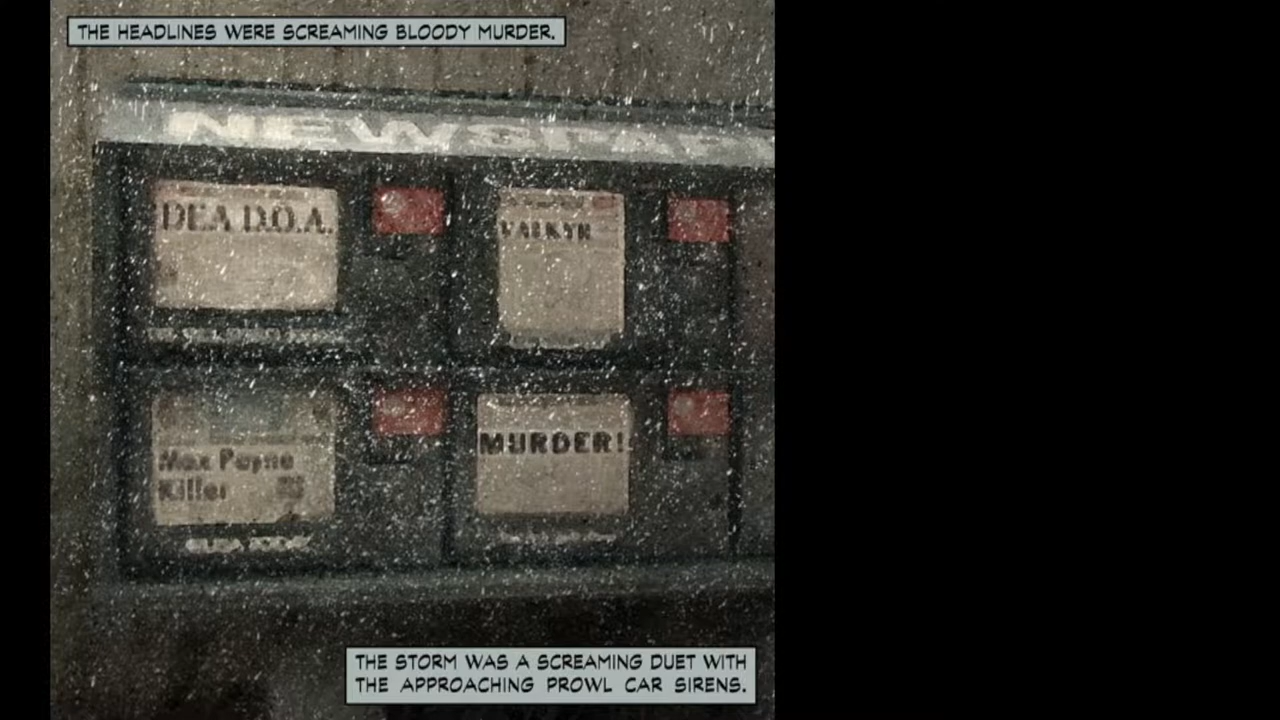 THE HEADLINES WERE SCREAMING BLOODY MURDER.
NEWSPAP
DEA D.O.A.
VALKYR
Max Payne
Killer
MURDER!
THE STORM WAS A SCREAMING DUET WITH
THE APPROACHING PROWL CAR SIRENS.